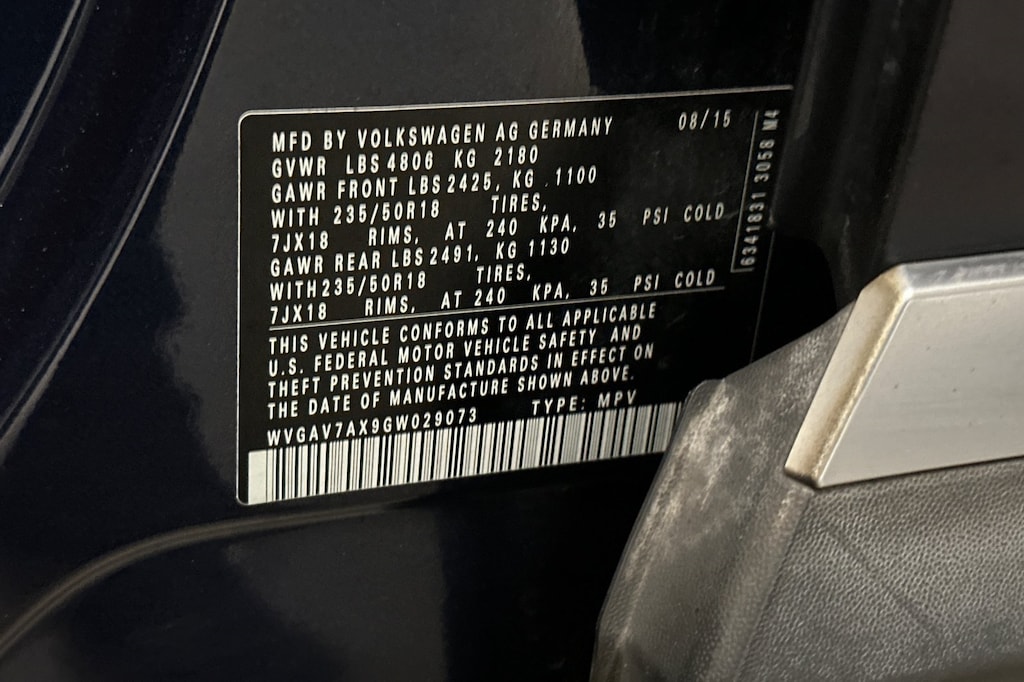 MFD BY VOLKSWAGEN AG GERMANY 08/15
GVWR LBS 4806 KG 2180
GAWR FRONT LBS 2425, KG .1100
WITH 235/50R18 TIRES,
7JX18 RIMS, AT 240 KPA, 35 PSI COLD
GAWR REAR LBS 2491, KG 1130
WITH 235/50R18 TIRES,
7JX18 RIMS, AT 240 KPA, 35 PSI COLD
THIS VEHICLE CONFORMS TO ALL APPLICABLE
U.S. FEDERAL MOTOR VEHICLE SAFETY AND
THEFT PREVENTION STANDARDS IN EFFECT ON
THE DATE OF MANUFACTURE SHOWN ABOVE.
WVGAV7AX9GW029073 TYPE: MPV
6341831 3058 M4